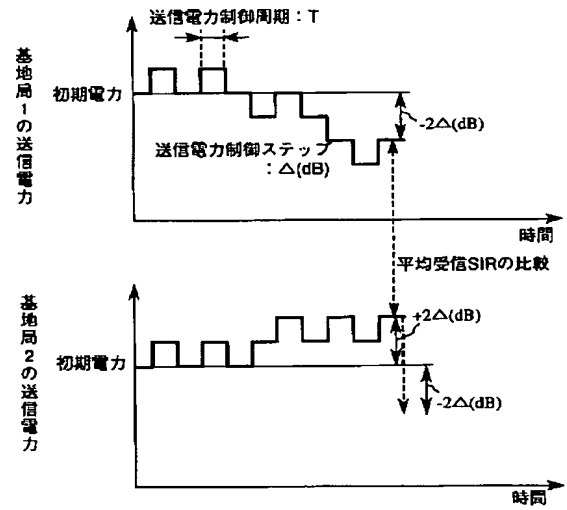 送信電力制御周期：T
基地局1の送信電力
初期電力
-2△(dB)
送信電力制御ステップ
：△(dB)
時間
平均受信SIRの比較
基地局2の送信電力
初期電力
+2△(dB)
-2△(dB)
時間